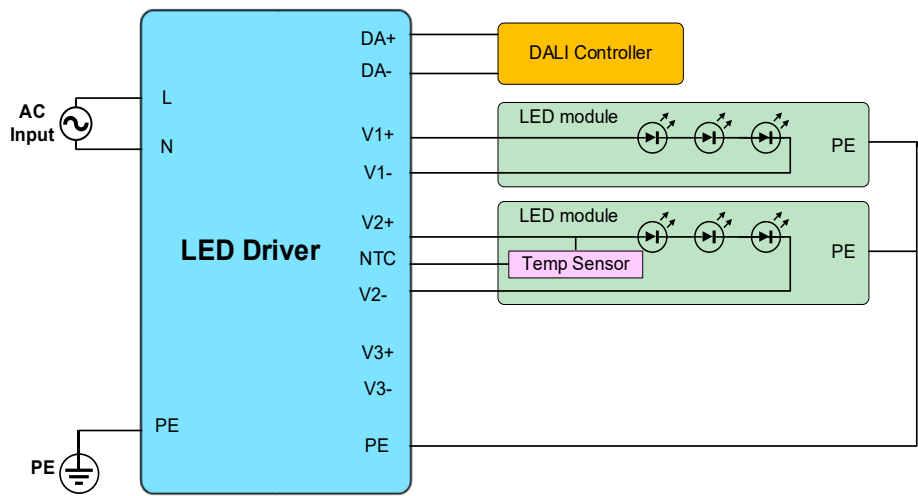 AC
Input
L
N
PE
PE
LED Driver
DA+
DA-
V1+
V1-
V2+
NTC
V2-
V3+
V3-
PE
DALI Controller
LED module
PE
LED module
Temp Sensor
PE